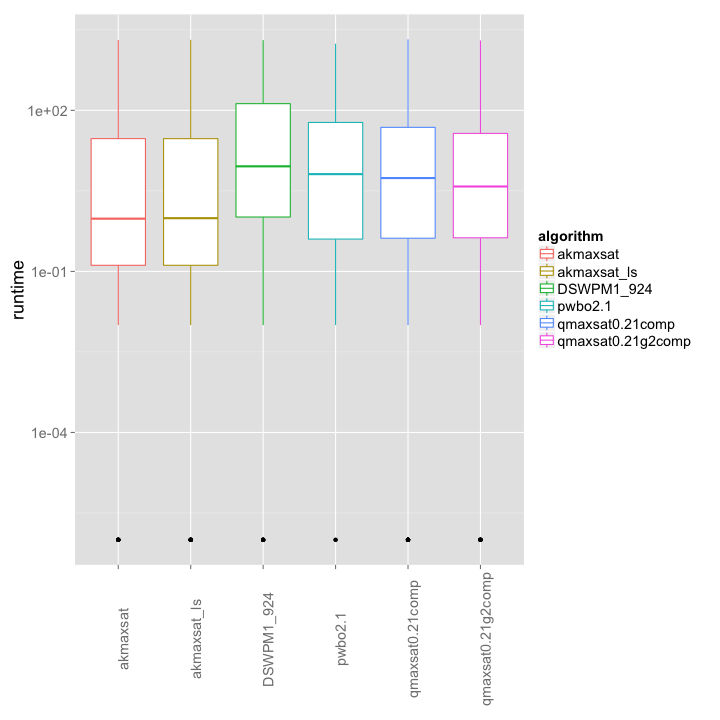 runtime
1e+02
1e-01
1e-04
akmaxsat
akmaxsat_ls
DSWPM1_924
pwbo2.1
qmaxsat0.21comp
qmaxsat0.21g2comp
algorithm
akmaxsat
akmaxsat_ls
DSWPM1_924
pwbo2.1
qmaxsat0.21comp
qmaxsat0.21g2comp